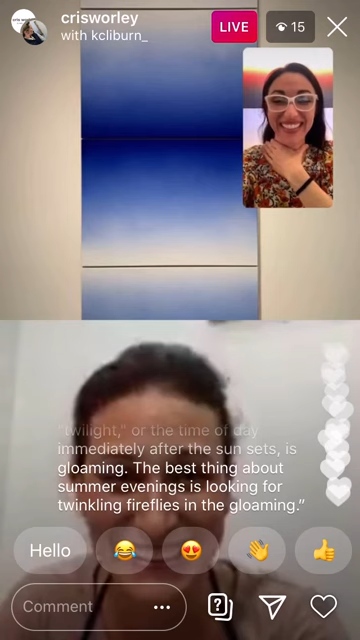 crisworley
with kcliburn_
LIVE
15
"twilight," or the time of day
immediately after the sun sets, is
gloaming. The best thing about
summer evenings is looking for
twinkling fireflies in the gloaming."
Hello
Comment